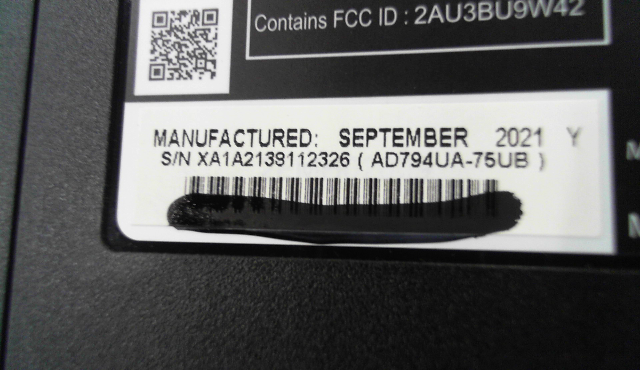 Contains FCC ID : 2AU3BU9W42
MANUFACTURED: SEPTEMBER 2021 Y
S/N XA1A2139112326 ( AD794UA-75UB )